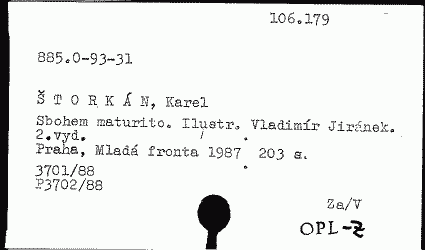 106.179
885.0-93-31
Š T O R K Á N, Karel
Sbohem maturito. Ilustr. Vladimír Jiránek.
2.vyd.
Praha, Mladá fronta 1987 203 s.
3701/88
P3702/88
Za/V
OPL-Z